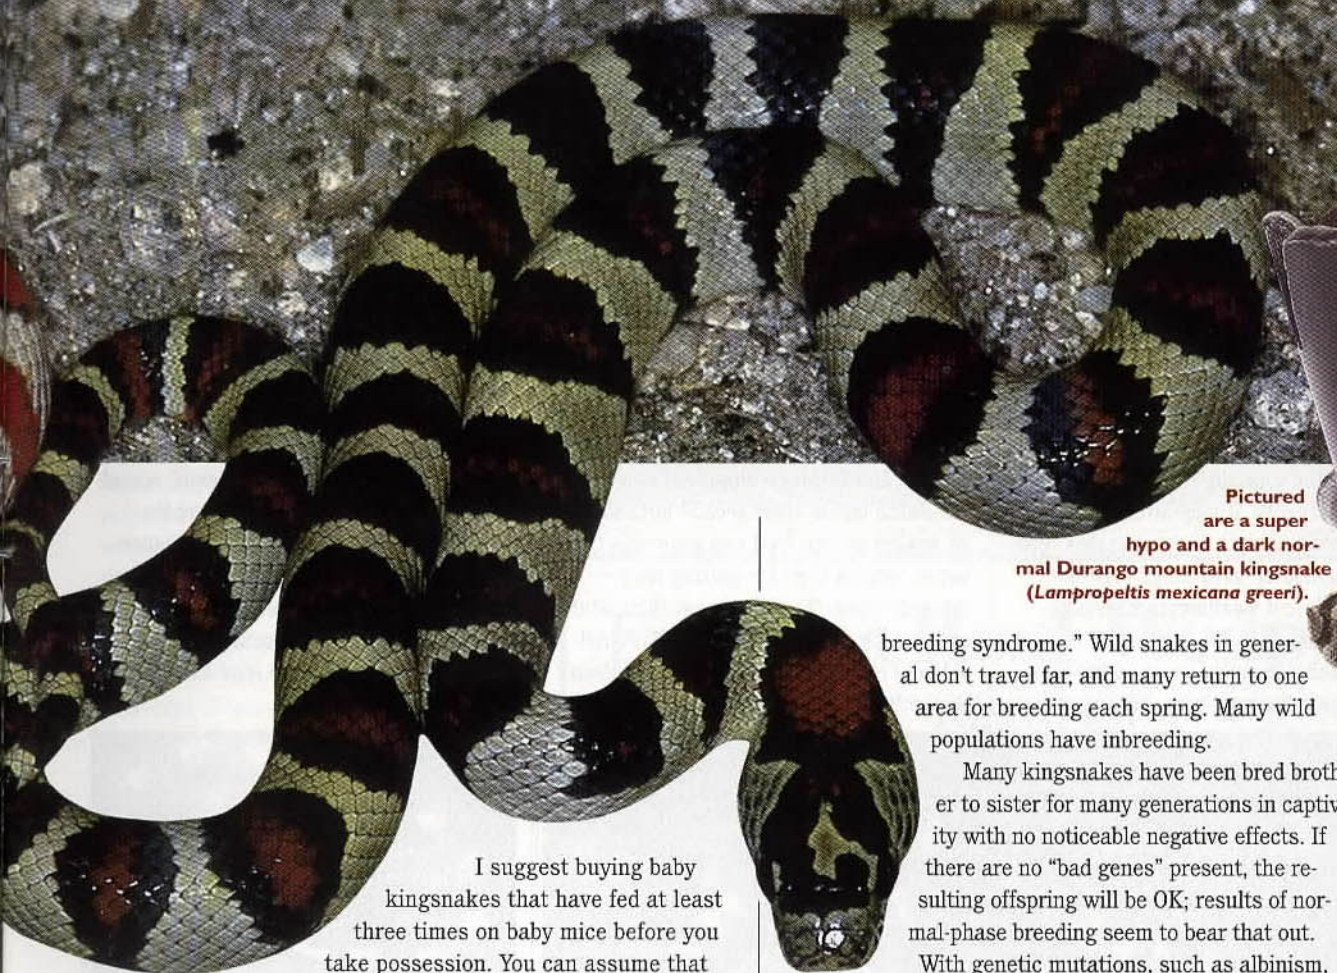 Pictured
are a super
hypo and a dark nor-
mal Durango mountain kingsnake
(Lampropeltis mexicana greeri).
I suggest buying baby
kingsnakes that have fed at least
three times on baby mice before you
take possession. You can assume that
breeding syndrome." Wild snakes in gener-
al don't travel far, and many return to one
area for breeding each spring. Many wild
populations have inbreeding.
Many kingsnakes have been bred broth
er to sister for many generations in captiv
ity with no noticeable negative effects. If
there are no "bad genes" present, the re-
sulting offspring will be OK; results of nor-
mal-phase breeding seem to bear that out.
With genetic mutations, such as albinism,